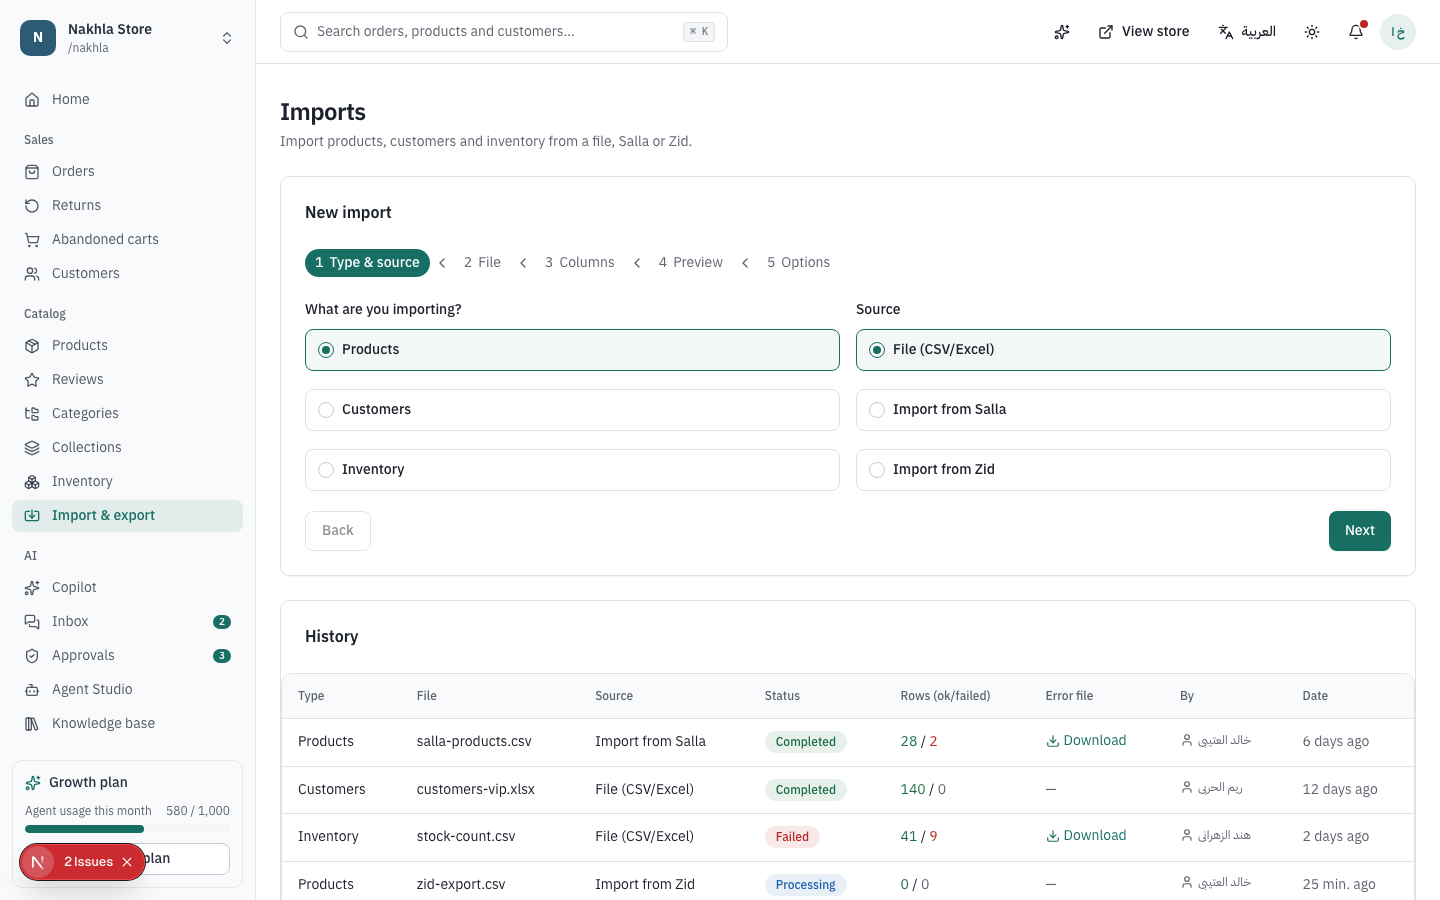 N
Nakhla Store
/nakhla
Search orders, products and customers...
⌘ K
View store
العربية
خ ا
Home
Sales
Orders
Returns
Abandoned carts
Customers
Catalog
Products
Reviews
Categories
Collections
Inventory
Import & export
AI
Copilot
Inbox 2
Approvals 3
Agent Studio
Knowledge base
Growth plan
Agent usage this month 580 / 1,000
plan
N 2 Issues
Imports
Import products, customers and inventory from a file, Salla or Zid.
New import
1 Type & source 2 File 3 Columns 4 Preview 5 Options
What are you importing?
Products
Customers
Inventory
Source
File (CSV/Excel)
Import from Salla
Import from Zid
Back
Next
History
Type File Source Status Rows (ok/failed) Error file By Date
Products salla-products.csv Import from Salla Completed 28 / 2 Download خالد العتيبي 6 days ago
Customers customers-vip.xlsx File (CSV/Excel) Completed 140 / 0 — ريم الحربي 12 days ago
Inventory stock-count.csv File (CSV/Excel) Failed 41 / 9 Download هند الزهراني 2 days ago
Products zid-export.csv Import from Zid Processing 0 / 0 — خالد العتيبي 25 min. ago